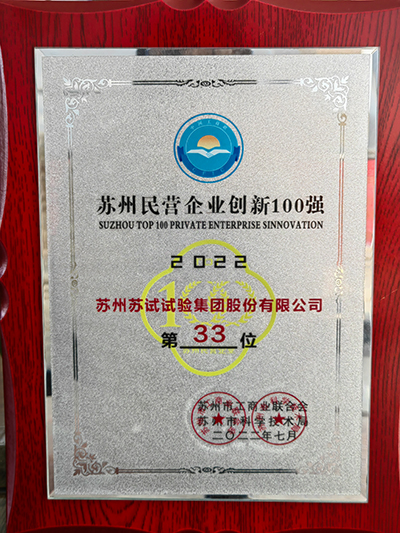 苏州民营企业创新100强
SUZHOU TOP 100 PRIVATE ENTERPRISE SINNOVATION
2022
苏州苏试试验集团股份有限公司
第 33 位
苏州市工商业联合会
苏州市科学技术局
二〇二二年七月